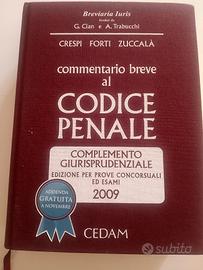 Breviaria Iuris
fondati da
G. Cian e A. Trabucchi
CRESPI FORTI ZUCCALÀ
commentario breve
al
CODICE
PENALE
COMPLEMENTO
GIURISPRUDENZIALE
EDIZIONE PER PROVE CONCORSUALI
ED ESAMI
2009
ADDENDA
GRATUITA
A NOVEMBRE
CEDAM
subito